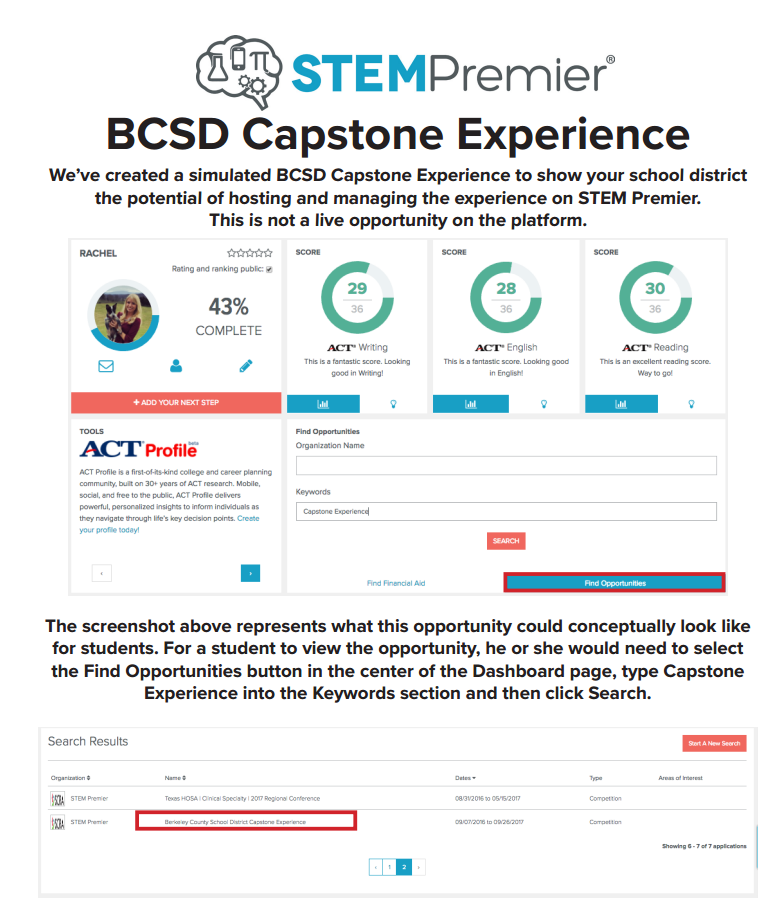 STEMPremier®
BCSD Capstone Experience
We've created a simulated BCSD Capstone Experience to show your school district
the potential of hosting and managing the experience on STEM Premier.
This is not a live opportunity on the platform.
RACHEL
Rating and ranking public:
43%
COMPLETE
+ ADD YOUR NEXT STEP
SCORE
29
36
ACT® Writing
This is a fantastic score. Looking
good in Writing!
SCORE
28
36
ACT® English
This is a fantastic score. Looking good
in English!
SCORE
30
36
ACT® Reading
This is an excellent reading score.
Way to go!
TOOLS
ACT Profile beta
ACT Profile is a first-of-its-kind college and career planning
community, built on 30+ years of ACT research. Mobile,
social, and free to the public, ACT Profile delivers
powerful, personalized insights to inform individuals as
they navigate through life's key decision points. Create
your profile today!
Find Opportunities
Organization Name
Keywords
Capstone Experience
SEARCH
Find Financial Aid
Find Opportunities
The screenshot above represents what this opportunity could conceptually look like
for students. For a student to view the opportunity, he or she would need to select
the Find Opportunities button in the center of the Dashboard page, type Capstone
Experience into the Keywords section and then click Search.
Search Results
Start A New Search
Organization Name Dates Type Areas of Interest
STEM Premier Texas HOSA | Clinical Specialty | 2017 Regional Conference 08/31/2016 to 05/15/2017 Competition
STEM Premier Berkeley County School District Capstone Experience 09/07/2016 to 09/28/2017 Competition
Showing 6 - 7 of 7 applications
‹ 1 2 ›